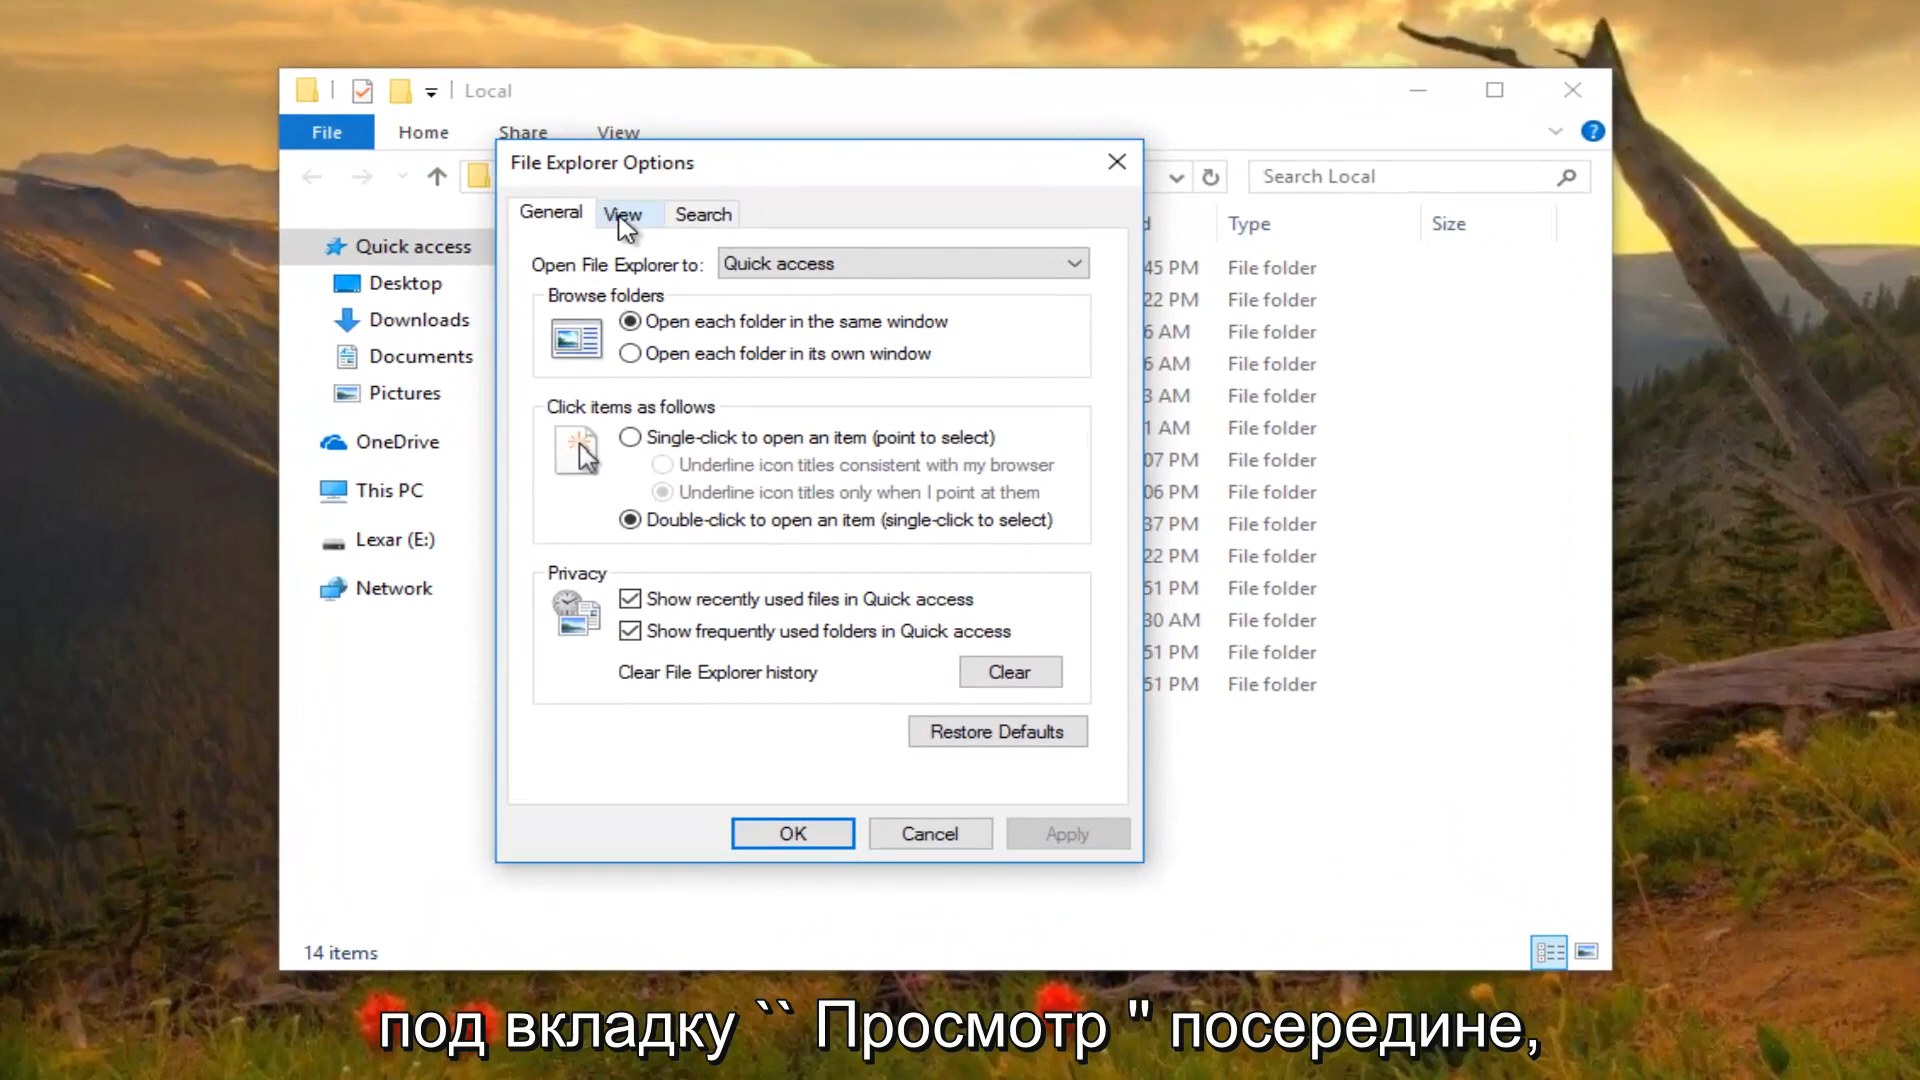 Local
File Home Share View
Search Local
File Explorer Options
General View Search
Open File Explorer to: Quick access
Browse folders
Open each folder in the same window
Open each folder in its own window
Click items as follows
Single-click to open an item (point to select)
Underline icon titles consistent with my browser
Underline icon titles only when I point at them
Double-click to open an item (single-click to select)
Privacy
Show recently used files in Quick access
Show frequently used folders in Quick access
Clear File Explorer history Clear
Restore Defaults
OK Cancel Apply
Quick access
Desktop
Downloads
Documents
Pictures
OneDrive
This PC
Lexar (E:)
Network
Type Size
45 PM File folder
22 PM File folder
6 AM File folder
6 AM File folder
3 AM File folder
1 AM File folder
07 PM File folder
06 PM File folder
37 PM File folder
22 PM File folder
51 PM File folder
30 AM File folder
51 PM File folder
51 PM File folder
14 items
под вкладку `` Просмотр " посередине,